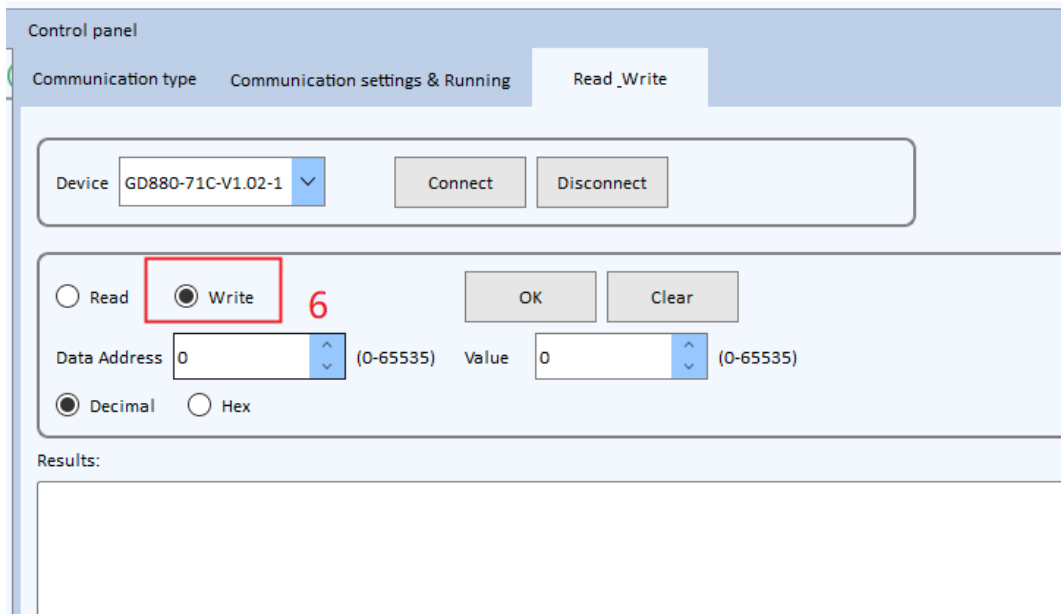 Control panel
Communication type Communication settings & Running Read_Write
Device GD880-71C-V1.02-1 Connect Disconnect
Read Write 6 OK Clear
Data Address 0 (0-65535) Value 0 (0-65535)
Decimal Hex
Results: